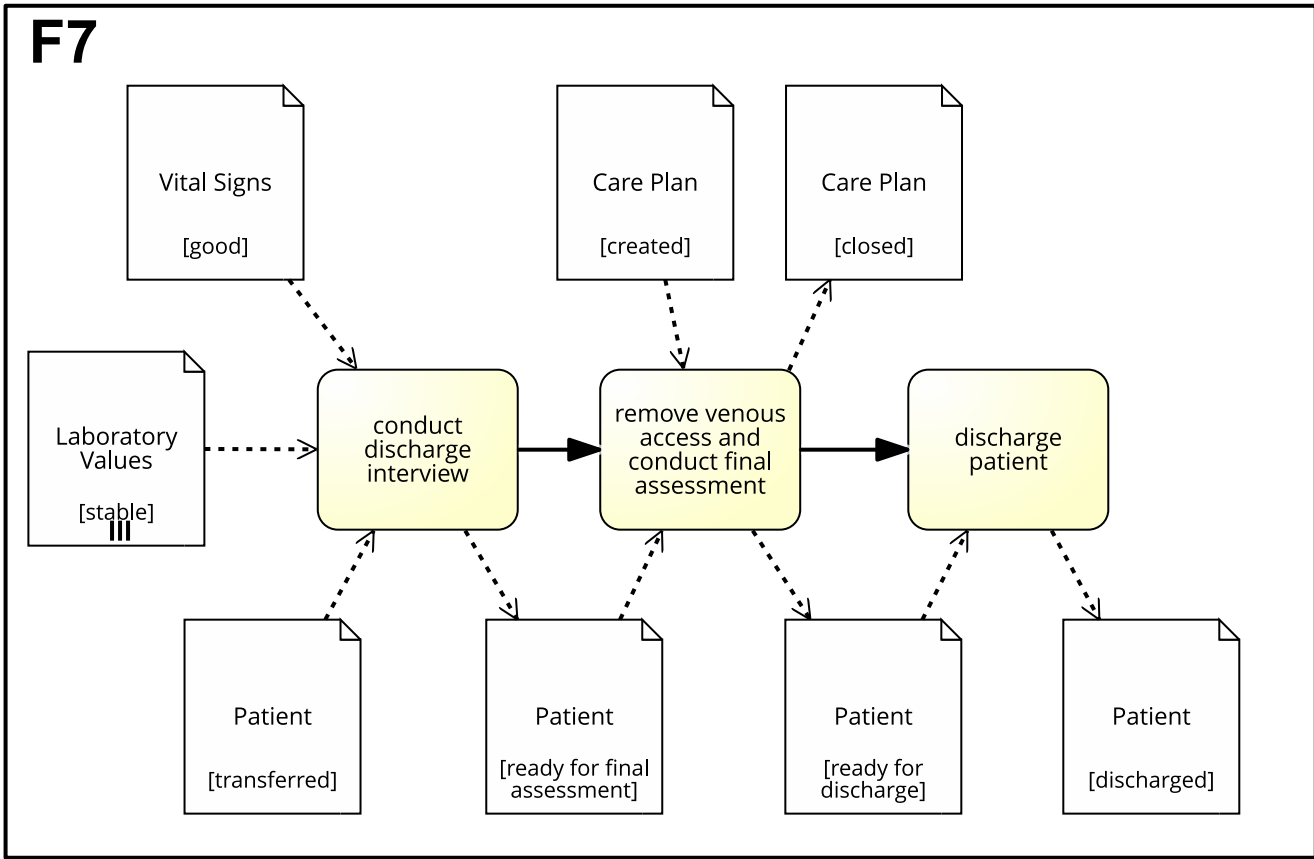 F7
Vital Signs
[good]
Care Plan
[created]
Care Plan
[closed]
Laboratory
Values
[stable]
conduct
discharge
interview
remove venous
access and
conduct final
assessment
discharge
patient
Patient
[transferred]
Patient
[ready for final
assessment]
Patient
[ready for
discharge]
Patient
[discharged]